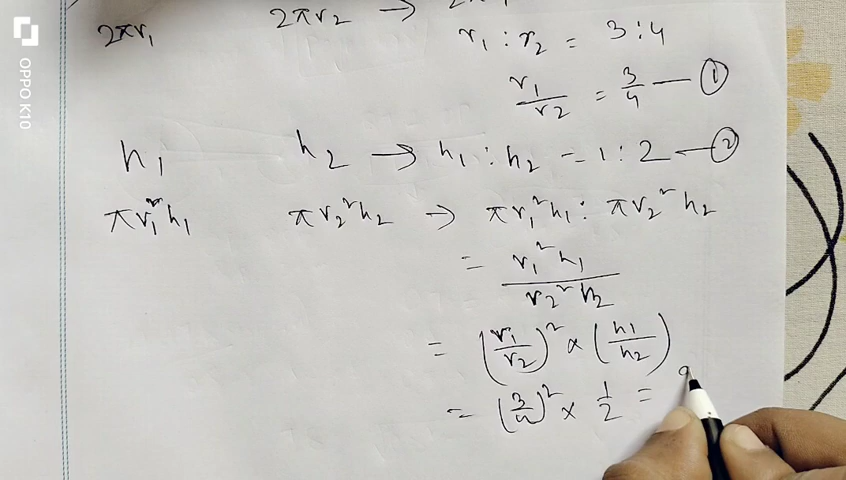 2πr₁ 2πr₂ →
r₁ : r₂ = 3 : 4
r₁/r₂ = 3/4 — ①
h₁ h₂ → h₁ : h₂ = 1 : 2 — ②
πr₁²h₁ πr₂²h₂ → πr₁²h₁ : πr₂²h₂
= r₁²h₁/r₂²h₂
= (r₁/r₂)² × (h₁/h₂)
= (3/4)² × 1/2 =
OPPO K10